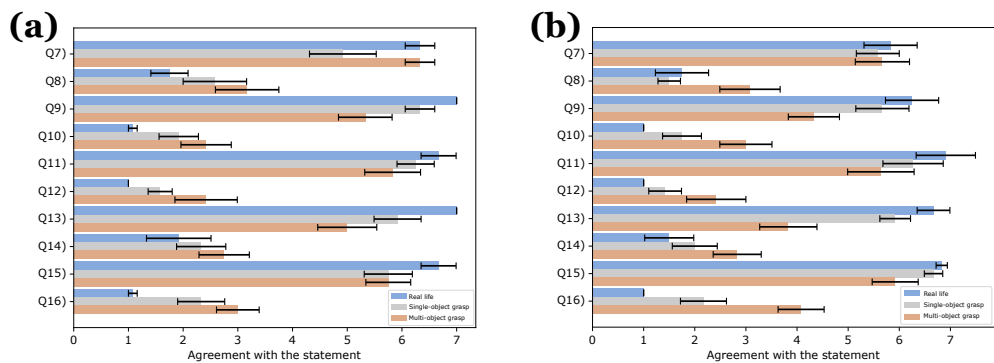 (a)
Q7)
Q8)
Q9)
Q10)
Q11)
Q12)
Q13)
Q14)
Q15)
Q16)
Real life
Single-object grasp
Multi-object grasp
0 1 2 3 4 5 6 7
Agreement with the statement
(b)
Q7)
Q8)
Q9)
Q10)
Q11)
Q12)
Q13)
Q14)
Q15)
Q16)
Real life
Single-object grasp
Multi-object grasp
0 1 2 3 4 5 6 7
Agreement with the statement